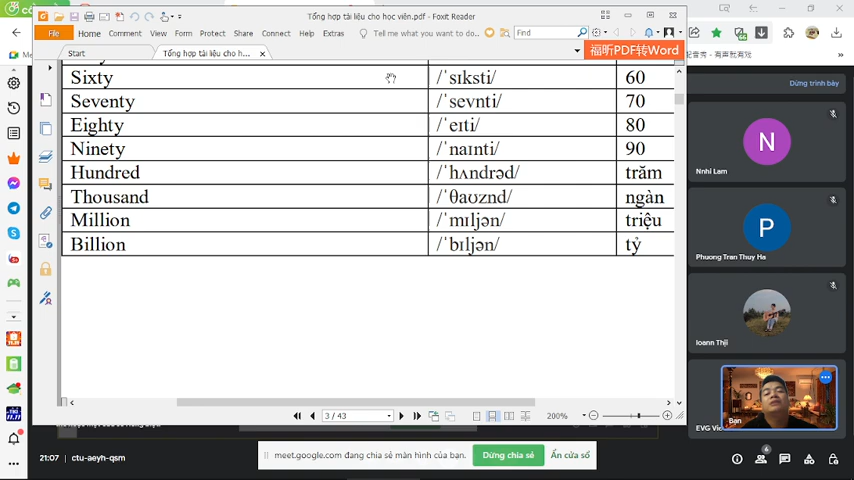 Tổng hợp tài liệu cho học viên.pdf - Foxit Reader
File Home Comment View Form Protect Share Connect Help Extras Tell me what you want to do... Find
Start Tổng hợp tài liệu cho h...
福昕PDF转Word
Sixty /ˈsɪksti/ 60
Seventy /ˈsevnti/ 70
Eighty /ˈeɪti/ 80
Ninety /ˈnaɪnti/ 90
Hundred /ˈhʌndrəd/ trăm
Thousand /ˈθaʊznd/ ngàn
Million /ˈmɪljən/ triệu
Billion /ˈbɪljən/ tỷ
3 / 43
200%
Dừng trình bày
N
Nnhi Lam
P
Phuong Tran Thuy Ha
Ioann Thịi
Bạn
21:07 ctu-aeyh-qsm
meet.google.com đang chia sẻ màn hình của bạn.
Dừng chia sẻ
Ẩn cửa sổ
6